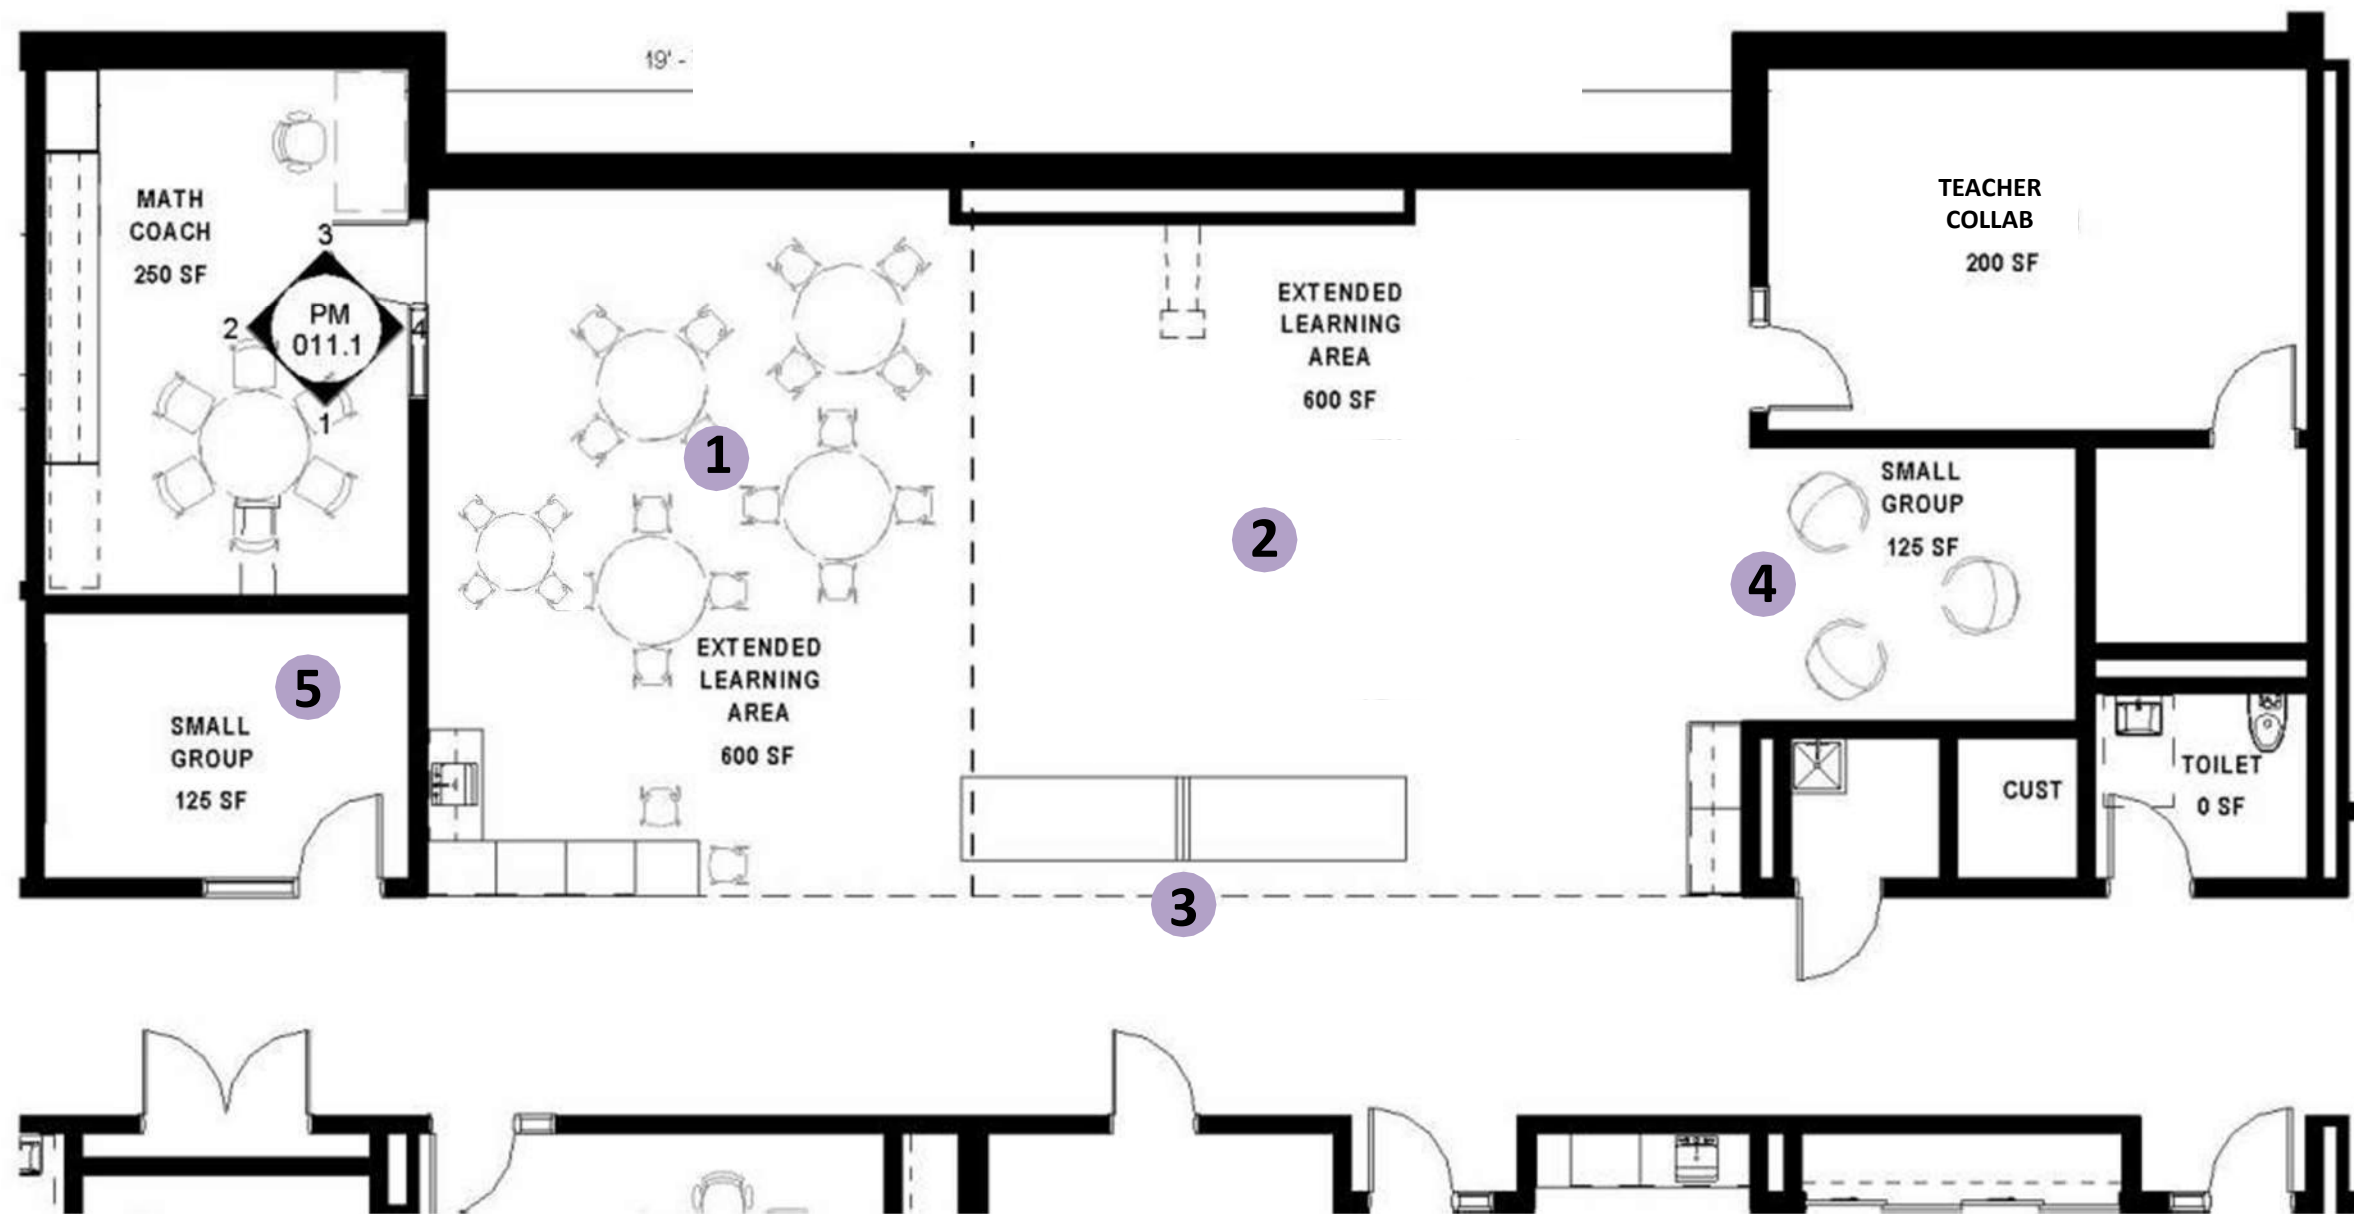 19' -
MATH
COACH
250 SF
3
PM
011.1
2
4
1
TEACHER
COLLAB
200 SF
EXTENDED
LEARNING
AREA
600 SF
1
2
SMALL
GROUP
125 SF
4
EXTENDED
LEARNING
AREA
600 SF
5
SMALL
GROUP
125 SF
3
CUST
TOILET
0 SF